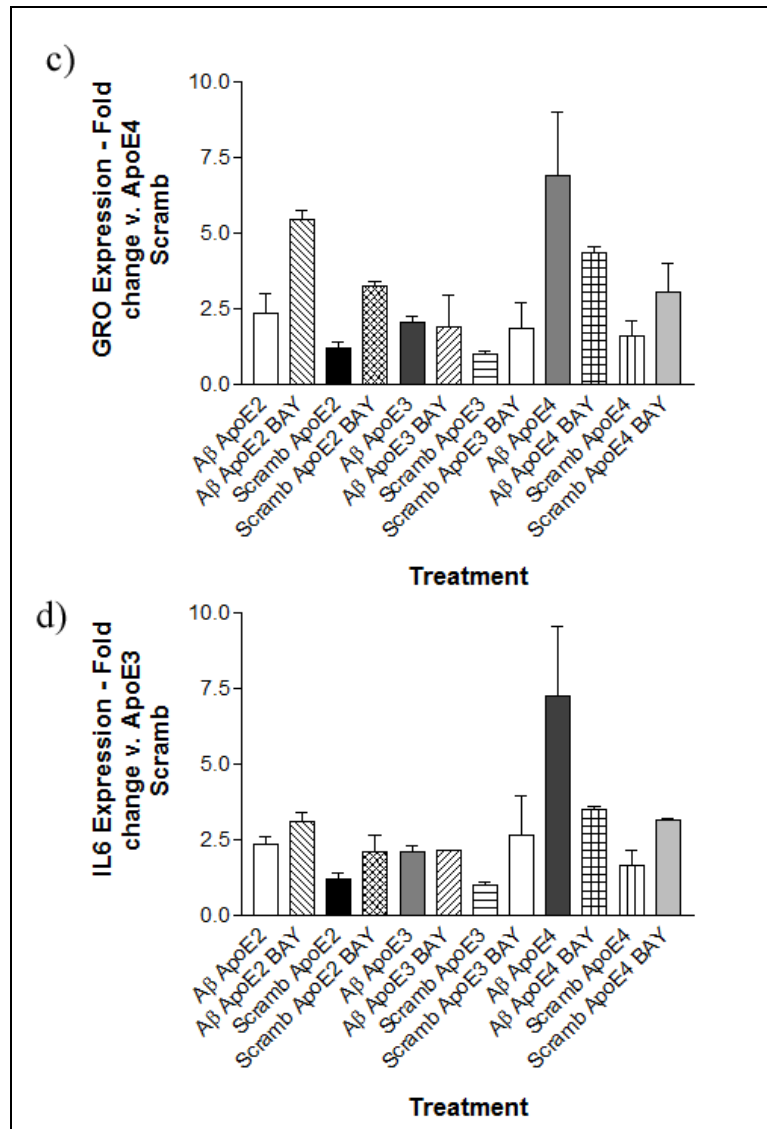 c)
GRO Expression - Fold
change v. ApoE4
Scramb
10.0
7.5
5.0
2.5
0.0
Aβ ApoE2
Aβ ApoE2 BAY
Scramb ApoE2
Scramb ApoE2 BAY
Aβ ApoE3
Aβ ApoE3 BAY
Scramb ApoE3
Scramb ApoE3 BAY
Aβ ApoE4
Aβ ApoE4 BAY
Scramb ApoE4
Scramb ApoE4 BAY
Treatment
d)
IL6 Expression - Fold
change v. ApoE3
Scramb
10.0
7.5
5.0
2.5
0.0
Aβ ApoE2
Aβ ApoE2 BAY
Scramb ApoE2
Scramb ApoE2 BAY
Aβ ApoE3
Aβ ApoE3 BAY
Scramb ApoE3
Scramb ApoE3 BAY
Aβ ApoE4
Aβ ApoE4 BAY
Scramb ApoE4
Scramb ApoE4 BAY
Treatment